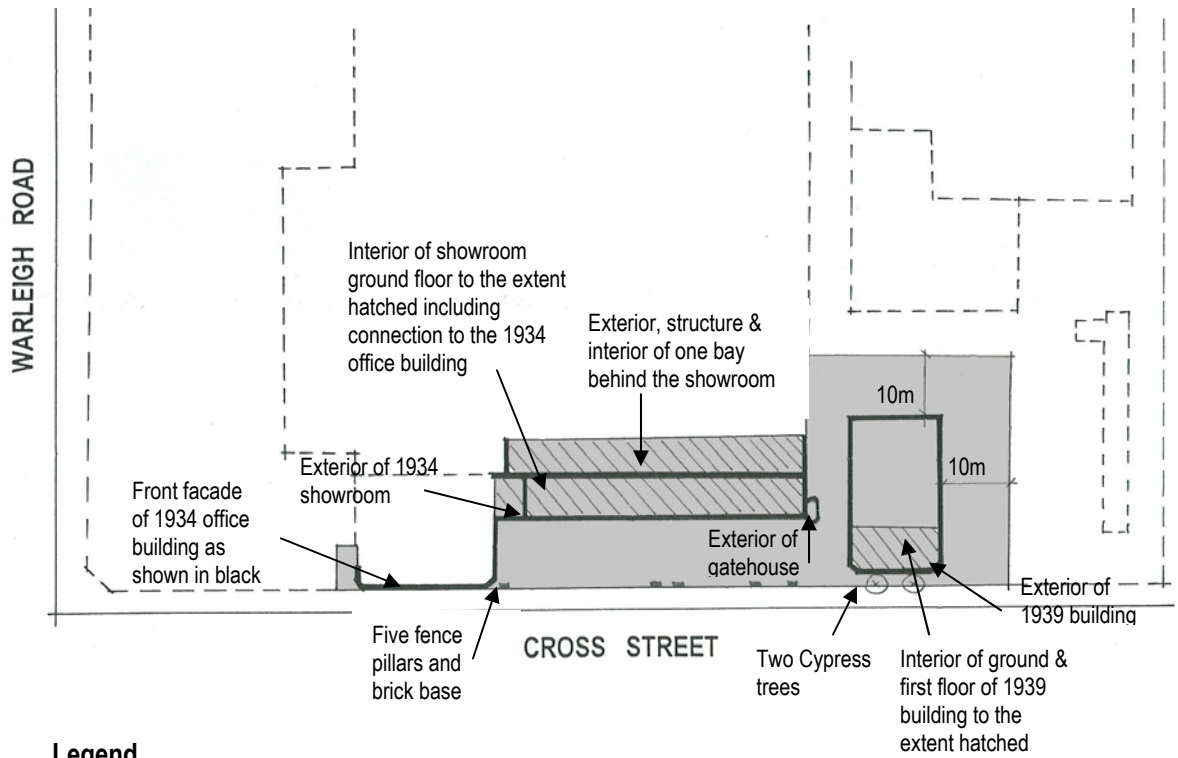 WARLEIGH ROAD
Interior of showroom
ground floor to the extent
hatched including
connection to the 1934
office building
Exterior, structure &
interior of one bay
behind the showroom
10m
10m
Exterior of 1934
showroom
Front facade
of 1934 office
building as
shown in black
Exterior of
gatehouse
Exterior of
1939 building
Five fence
pillars and
brick base
CROSS STREET
Two Cypress
trees
Interior of ground &
first floor of 1939
building to the
extent hatched
Legend